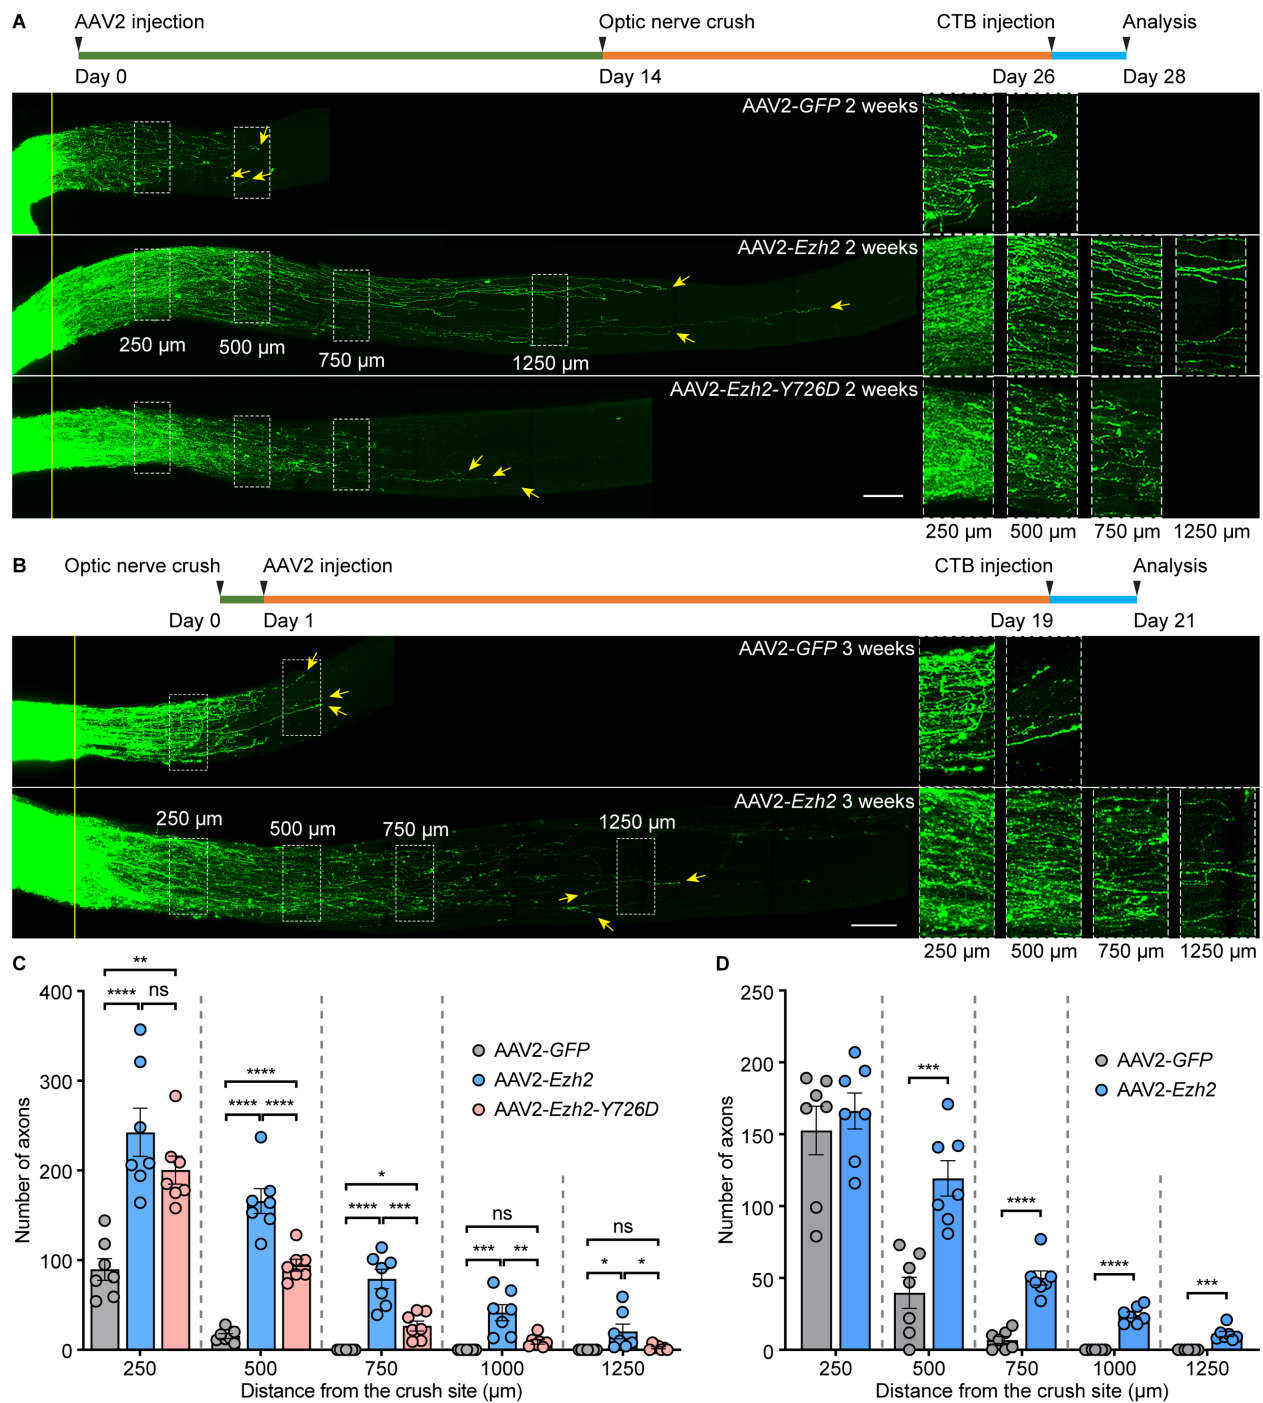 A
AAV2 injection
Optic nerve crush
CTB injection
Analysis
Day 0
Day 14
Day 26
Day 28
AAV2-GFP 2 weeks
AAV2-Ezh2 2 weeks
250 µm
500 µm
750 µm
1250 µm
AAV2-Ezh2-Y726D 2 weeks
250 µm
500 µm
750 µm
1250 µm
B
Optic nerve crush
AAV2 injection
CTB injection
Analysis
Day 0
Day 1
Day 19
Day 21
AAV2-GFP 3 weeks
AAV2-Ezh2 3 weeks
250 µm
500 µm
750 µm
1250 µm
250 µm
500 µm
750 µm
1250 µm
C
Number of axons
400
300
200
100
0
**
**** ns
****
**** ****
*
**** ***
ns
*** **
ns
* *
AAV2-GFP
AAV2-Ezh2
AAV2-Ezh2-Y726D
250 500 750 1000 1250
Distance from the crush site (µm)
D
Number of axons
250
200
150
100
50
0
***
****
****
***
AAV2-GFP
AAV2-Ezh2
250 500 750 1000 1250
Distance from the crush site (µm)